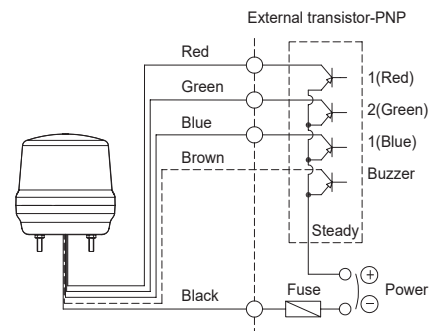 External transistor-PNP
Red
1(Red)
Green
2(Green)
Blue
1(Blue)
Brown
Buzzer
Steady
Black
Fuse
+
Power
−